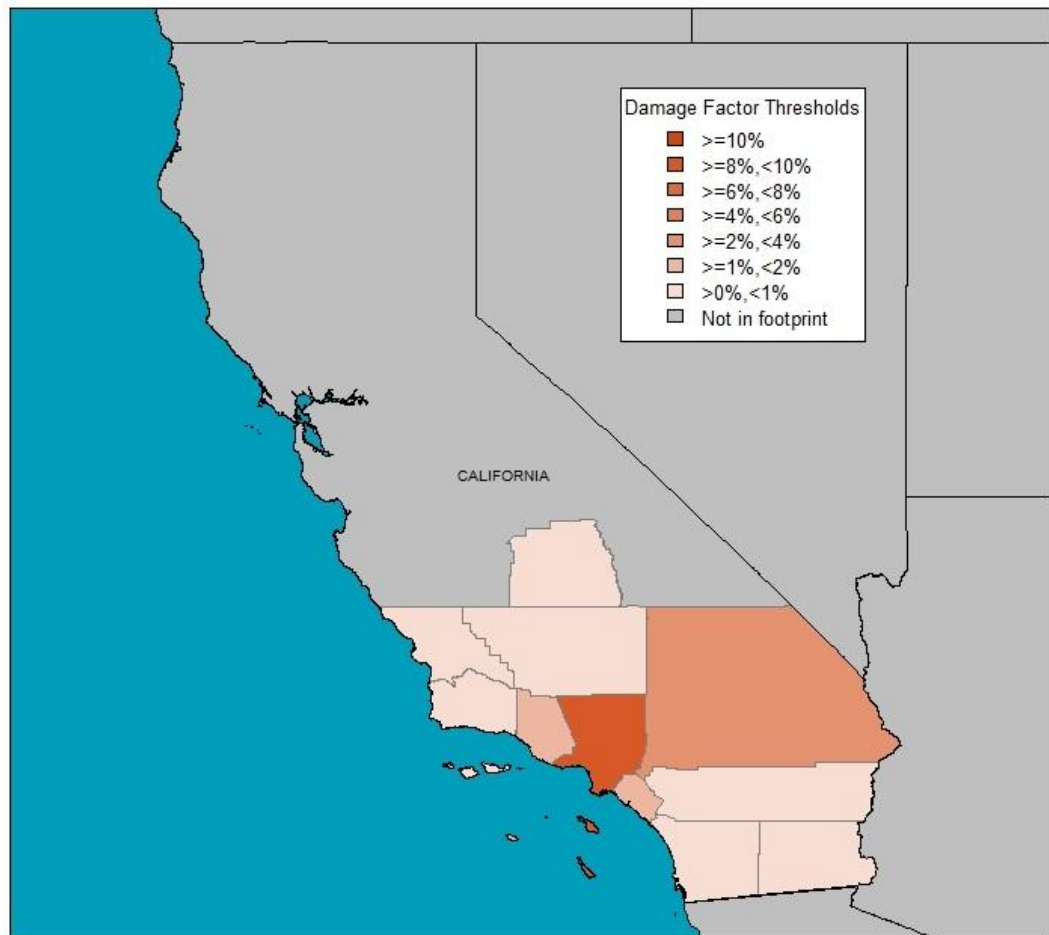 Damage Factor Thresholds
>=10%
>=8%,<10%
>=6%,<8%
>=4%,<6%
>=2%,<4%
>=1%,<2%
>0%,<1%
Not in footprint
CALIFORNIA